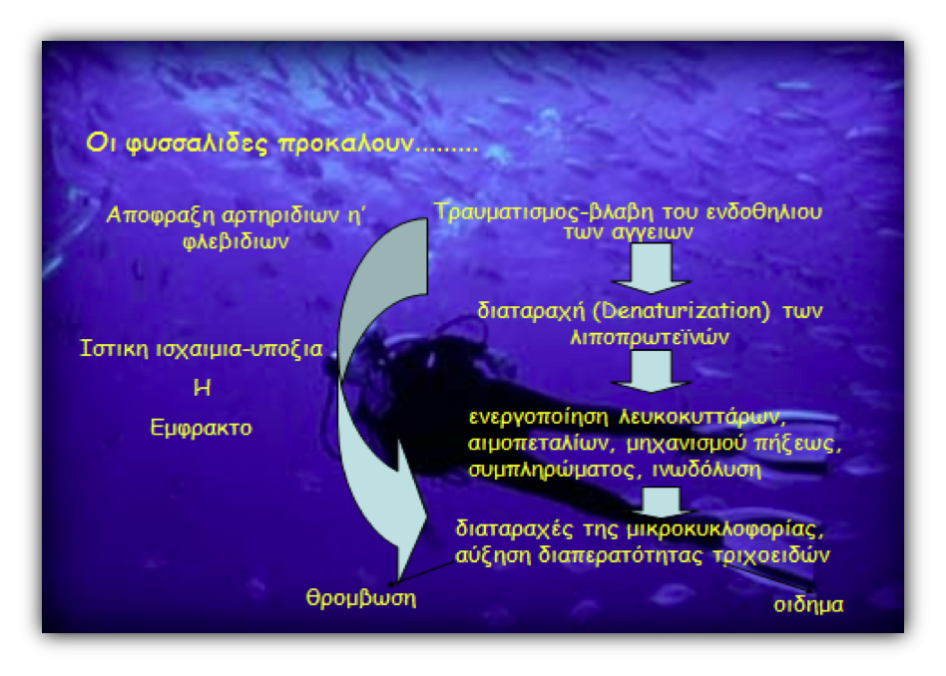 Οι φυσσαλιδες προκαλουν.........
Αποφραξη αρτηριδιων η΄
φλεβιδιων
Ιστικη ισχαιμια-υποξια
Η
Εμφρακτο
Τραυματισμος-βλαβη του ενδοθηλιου
των αγγειων
διαταραχή (Denaturization) των
λιποπρωτεϊνών
ενεργοποίηση λευκοκυττάρων,
αιμοπεταλίων, μηχανισμού πήξεως,
συμπληρώματος, ινωδόλυση
διαταραχές της μικροκυκλοφορίας,
αύξηση διαπερατότητας τριχοειδών
θρομβωση
οιδημα